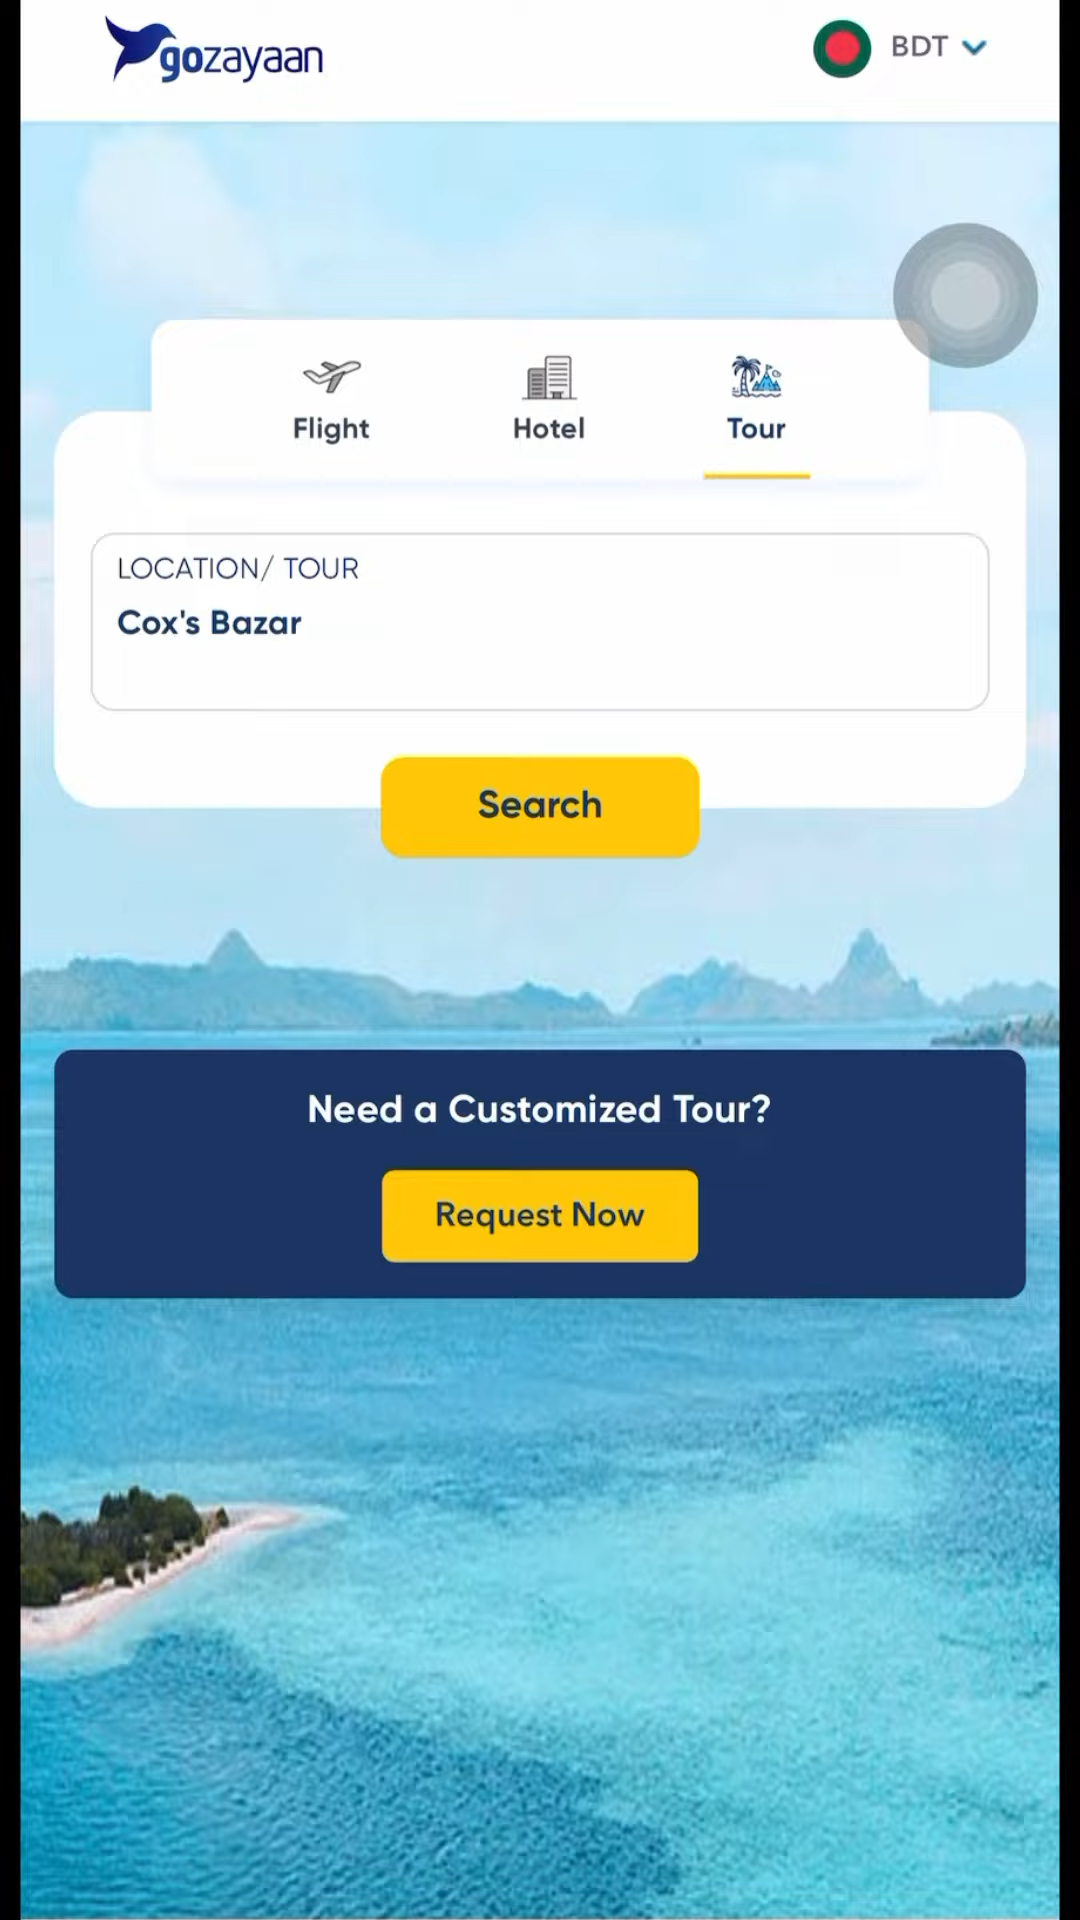 gozayaan
BDT
Flight
Hotel
Tour
LOCATION/ TOUR
Cox's Bazar
Search
Need a Customized Tour?
Request Now